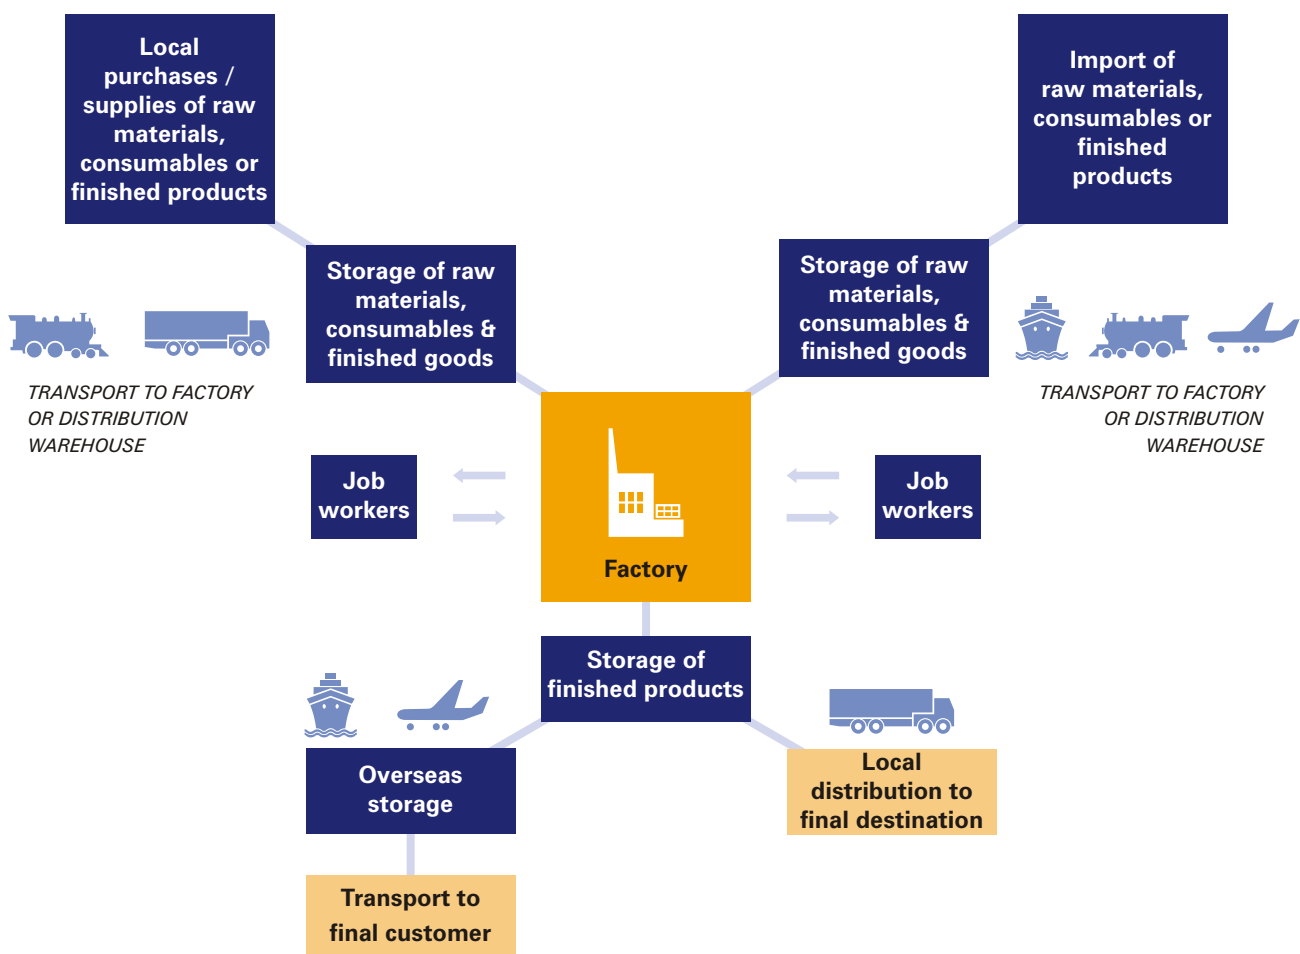 Local
purchases /
supplies of raw
materials,
consumables or
finished products
Import of
raw materials,
consumables or
finished
products
Storage of raw
materials,
consumables &
finished goods
Storage of raw
materials,
consumables &
finished goods
TRANSPORT TO FACTORY
OR DISTRIBUTION
WAREHOUSE
TRANSPORT TO FACTORY
OR DISTRIBUTION
WAREHOUSE
Job
workers
Factory
Job
workers
Storage of
finished products
Overseas
storage
Local
distribution to
final destination
Transport to
final customer